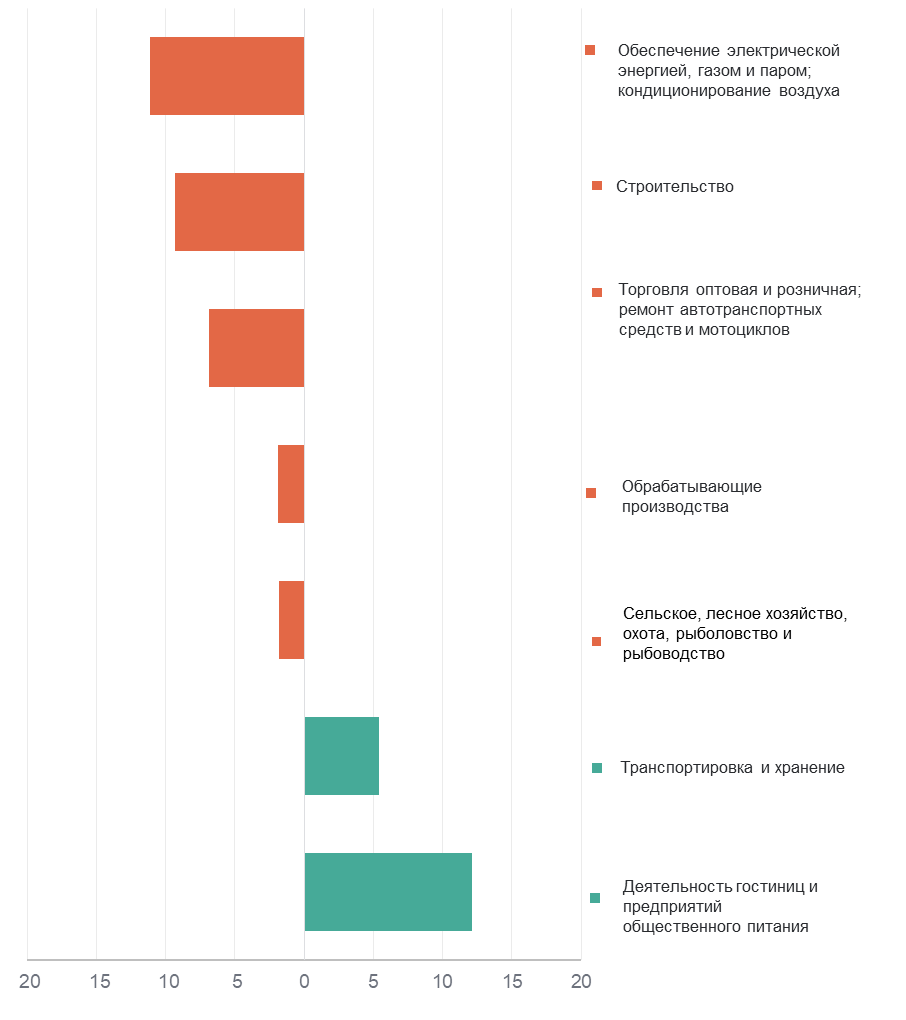 Обеспечение электрической
энергией, газом и паром;
кондиционирование воздуха
Строительство
Торговля оптовая и розничная;
ремонт автотранспортных
средств и мотоциклов
Обрабатывающие
производства
Сельское, лесное хозяйство,
охота, рыболовство и
рыбоводство
Транспортировка и хранение
Деятельность гостиниц и
предприятий
общественного питания
20 15 10 5 0 5 10 15 20